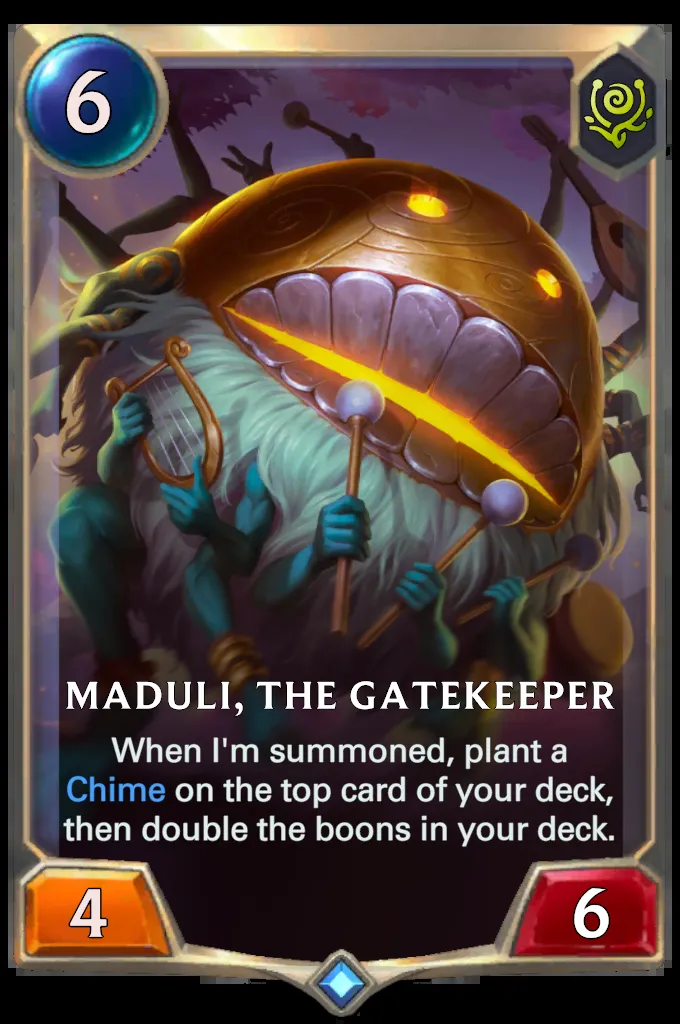 6
MADULI, THE GATEKEEPER
When I'm summoned, plant a
Chime on the top card of your deck,
then double the boons in your deck.
4
6